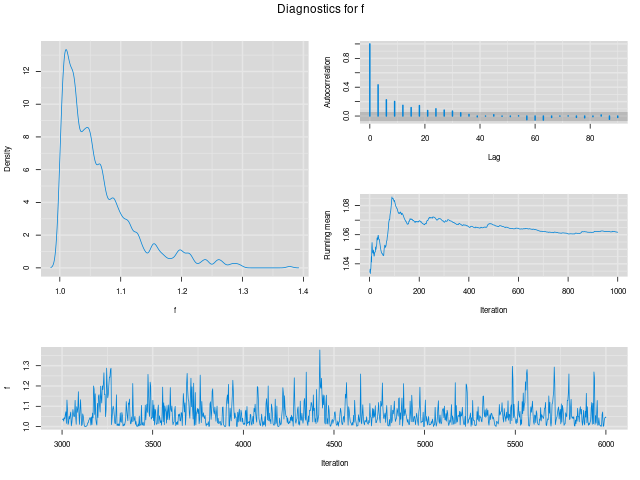 Diagnostics for f
Density
0 2 4 6 8 10 12
1.0 1.1 1.2 1.3 1.4
f
Autocorrelation
0.0 0.4 0.8
0 20 40 60 80
Lag
Running mean
1.04 1.06 1.08
0 200 400 600 800 1000
Iteration
f
1.0 1.1 1.2 1.3
3000 3500 4000 4500 5000 5500 6000
Iteration